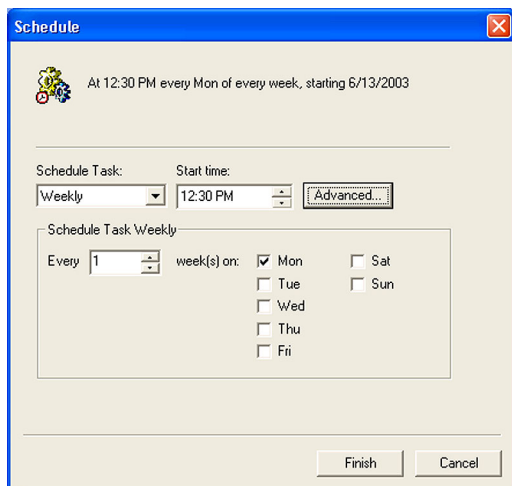 Schedule
At 12:30 PM every Mon of every week, starting 6/13/2003
Schedule Task: Start time:
Weekly 12:30 PM Advanced...
Schedule Task Weekly
Every 1 week(s) on: Mon Sat
Tue Sun
Wed
Thu
Fri
Finish Cancel